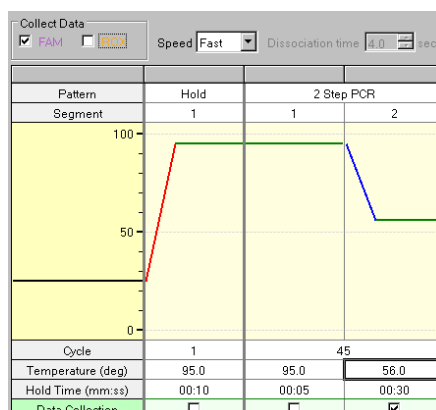 Collect Data
FAM ROX Speed Fast Dissociation time 4.0 sec
Pattern Hold 2 Step PCR
Segment 1 1 2
100
50
0
Cycle 1 45
Temperature (deg) 95.0 95.0 56.0
Hold Time (mm:ss) 00:10 00:05 00:30
Data Collection